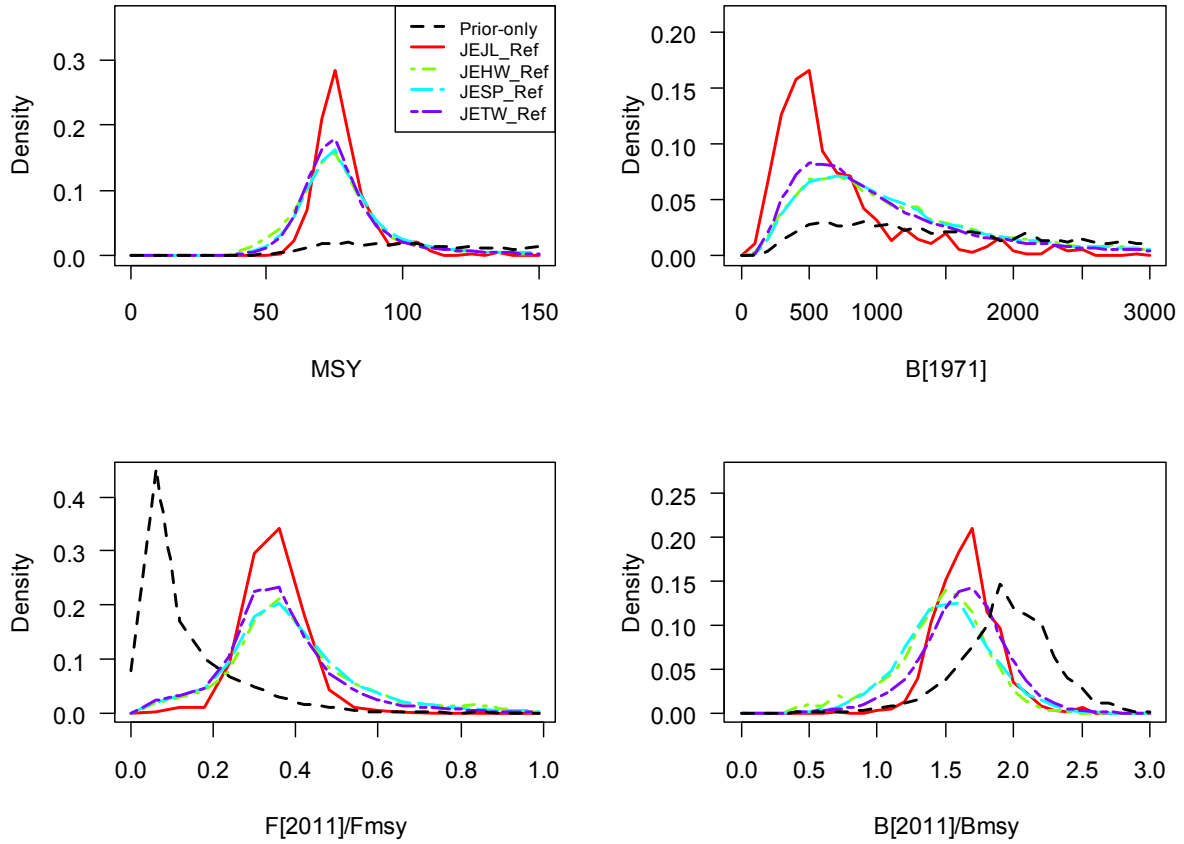 Prior-only
JEJL_Ref
JEHW_Ref
JESP_Ref
JETW_Ref
Density
0.0 0.1 0.2 0.3
0 50 100 150
MSY
Density
0.00 0.05 0.10 0.15 0.20
0 500 1000 2000 3000
B[1971]
Density
0.0 0.1 0.2 0.3 0.4
0.0 0.2 0.4 0.6 0.8 1.0
F[2011]/Fmsy
Density
0.00 0.05 0.10 0.15 0.20 0.25
0.0 0.5 1.0 1.5 2.0 2.5 3.0
B[2011]/Bmsy